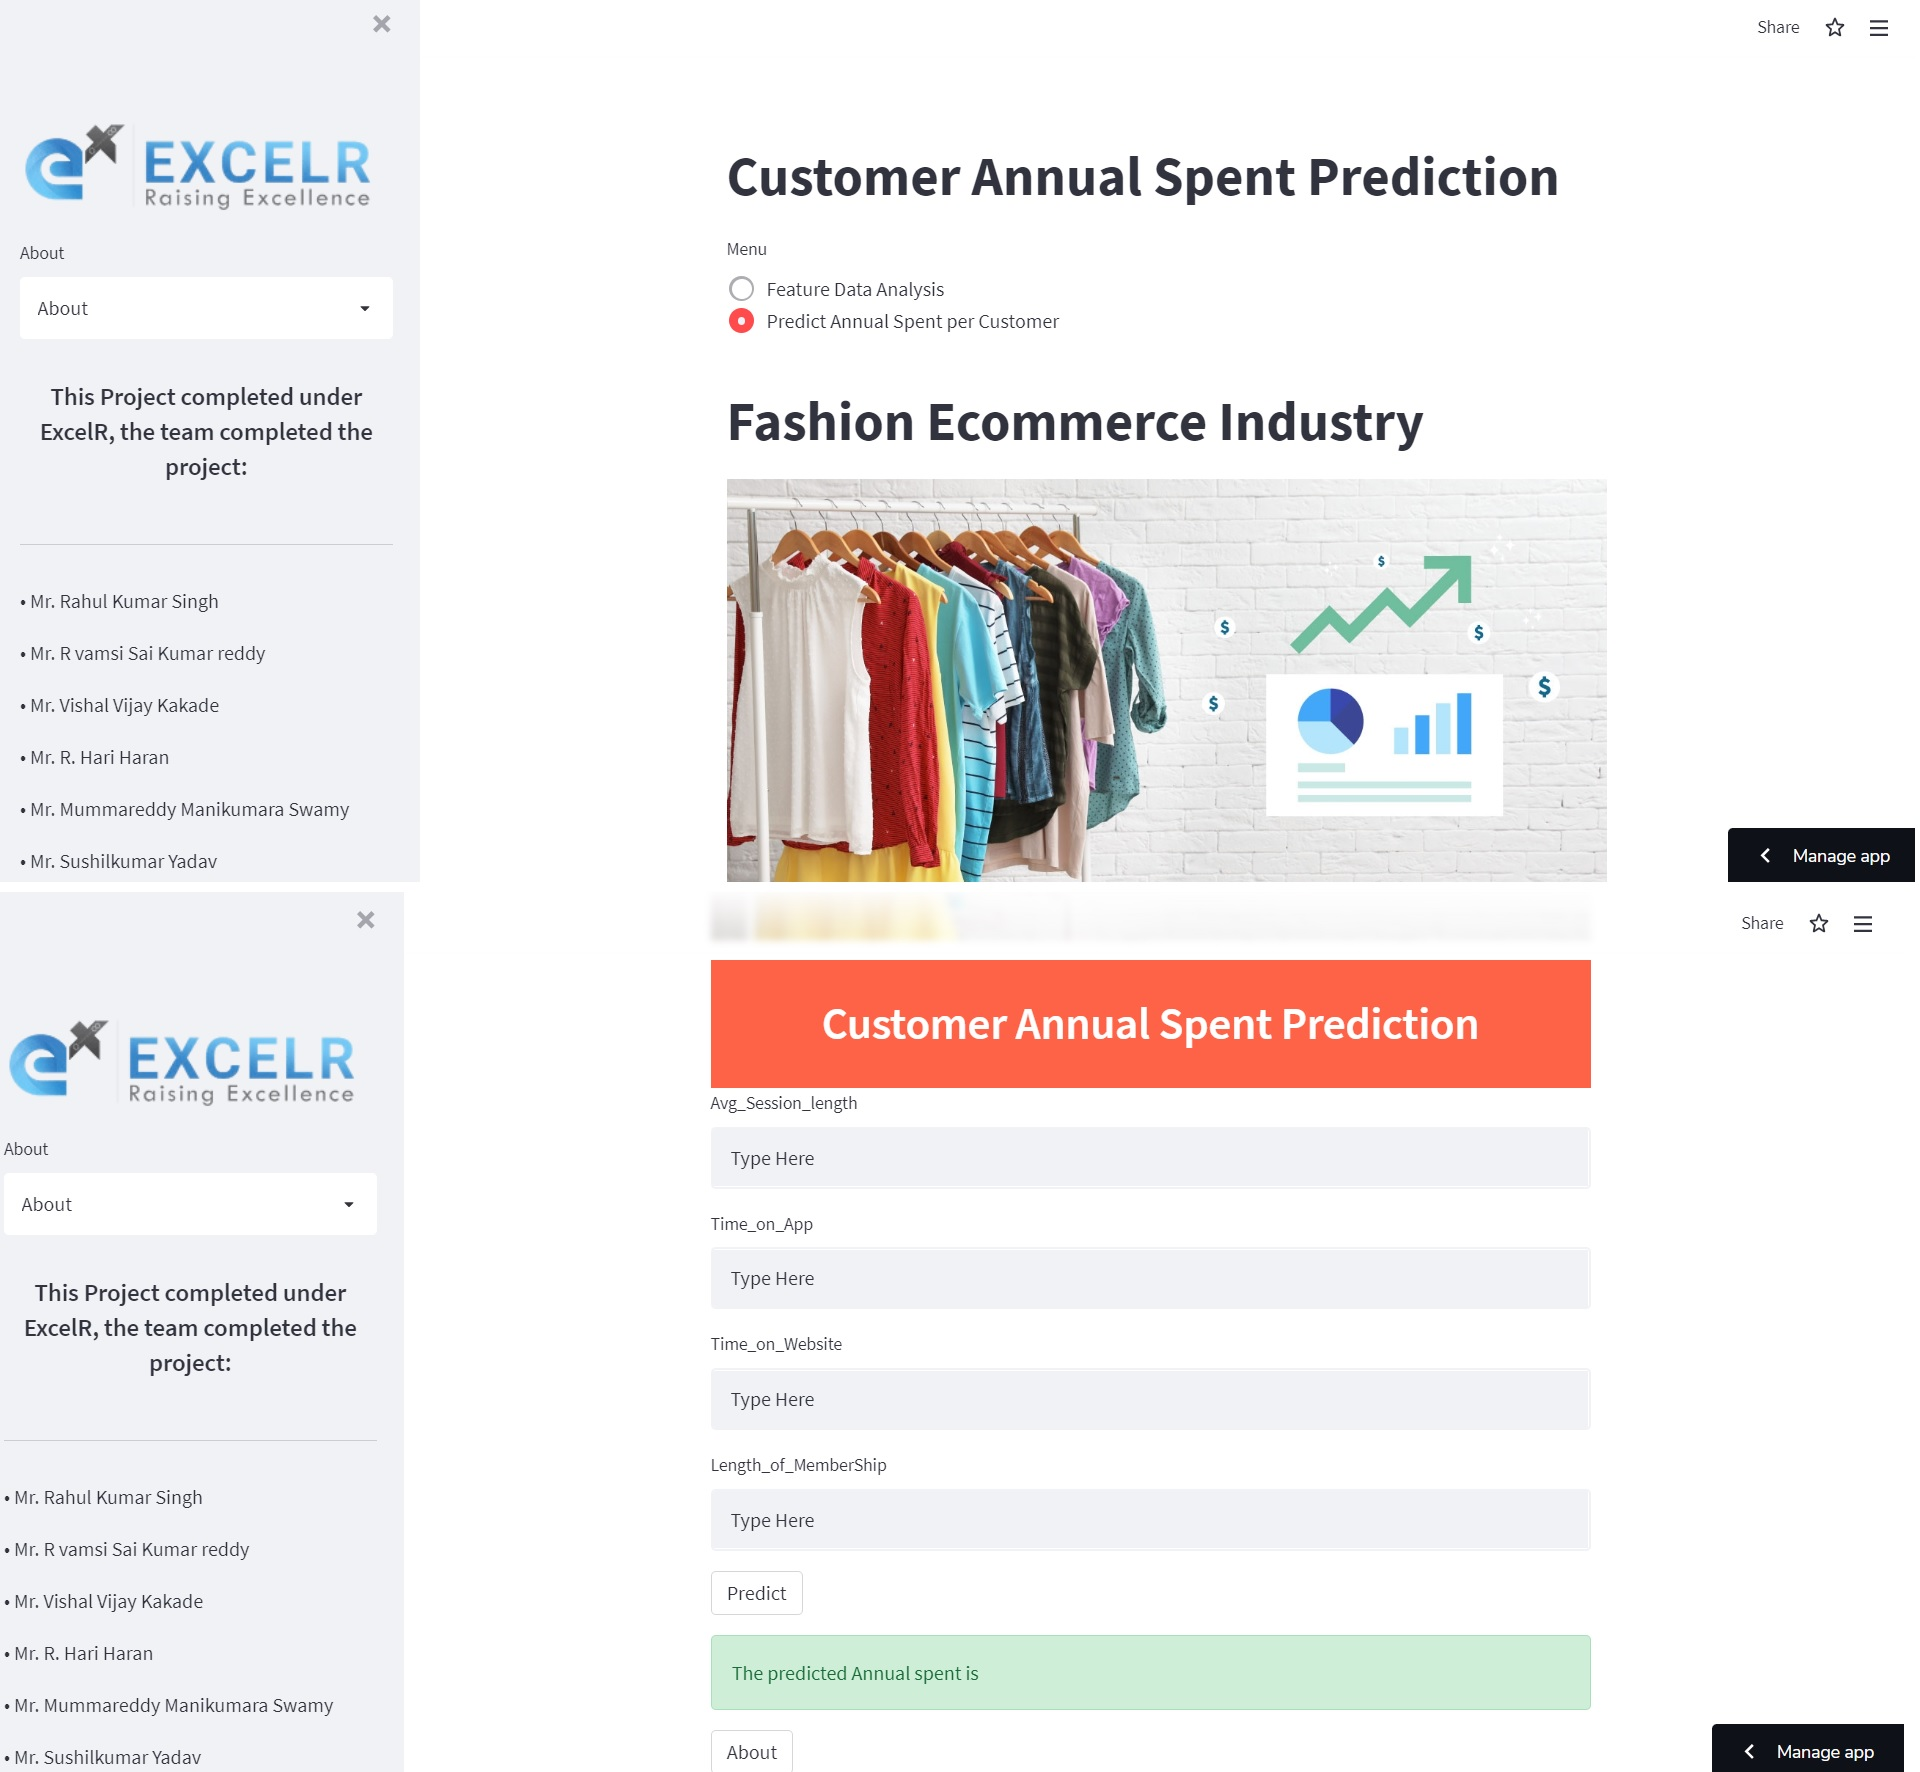 Share
EXCELR
Raising Excellence
About
About
This Project completed under
ExcelR, the team completed the
project:
• Mr. Rahul Kumar Singh
• Mr. R vamsi Sai Kumar reddy
• Mr. Vishal Vijay Kakade
• Mr. R. Hari Haran
• Mr. Mummareddy Manikumara Swamy
• Mr. Sushilkumar Yadav
Customer Annual Spent Prediction
Menu
Feature Data Analysis
Predict Annual Spent per Customer
Fashion Ecommerce Industry
$
$
$
$
$
Manage app
Share
EXCELR
Raising Excellence
About
About
This Project completed under
ExcelR, the team completed the
project:
• Mr. Rahul Kumar Singh
• Mr. R vamsi Sai Kumar reddy
• Mr. Vishal Vijay Kakade
• Mr. R. Hari Haran
• Mr. Mummareddy Manikumara Swamy
• Mr. Sushilkumar Yadav
Customer Annual Spent Prediction
Avg_Session_length
Type Here
Time_on_App
Type Here
Time_on_Website
Type Here
Length_of_MemberShip
Type Here
Predict
The predicted Annual spent is
About
Manage app